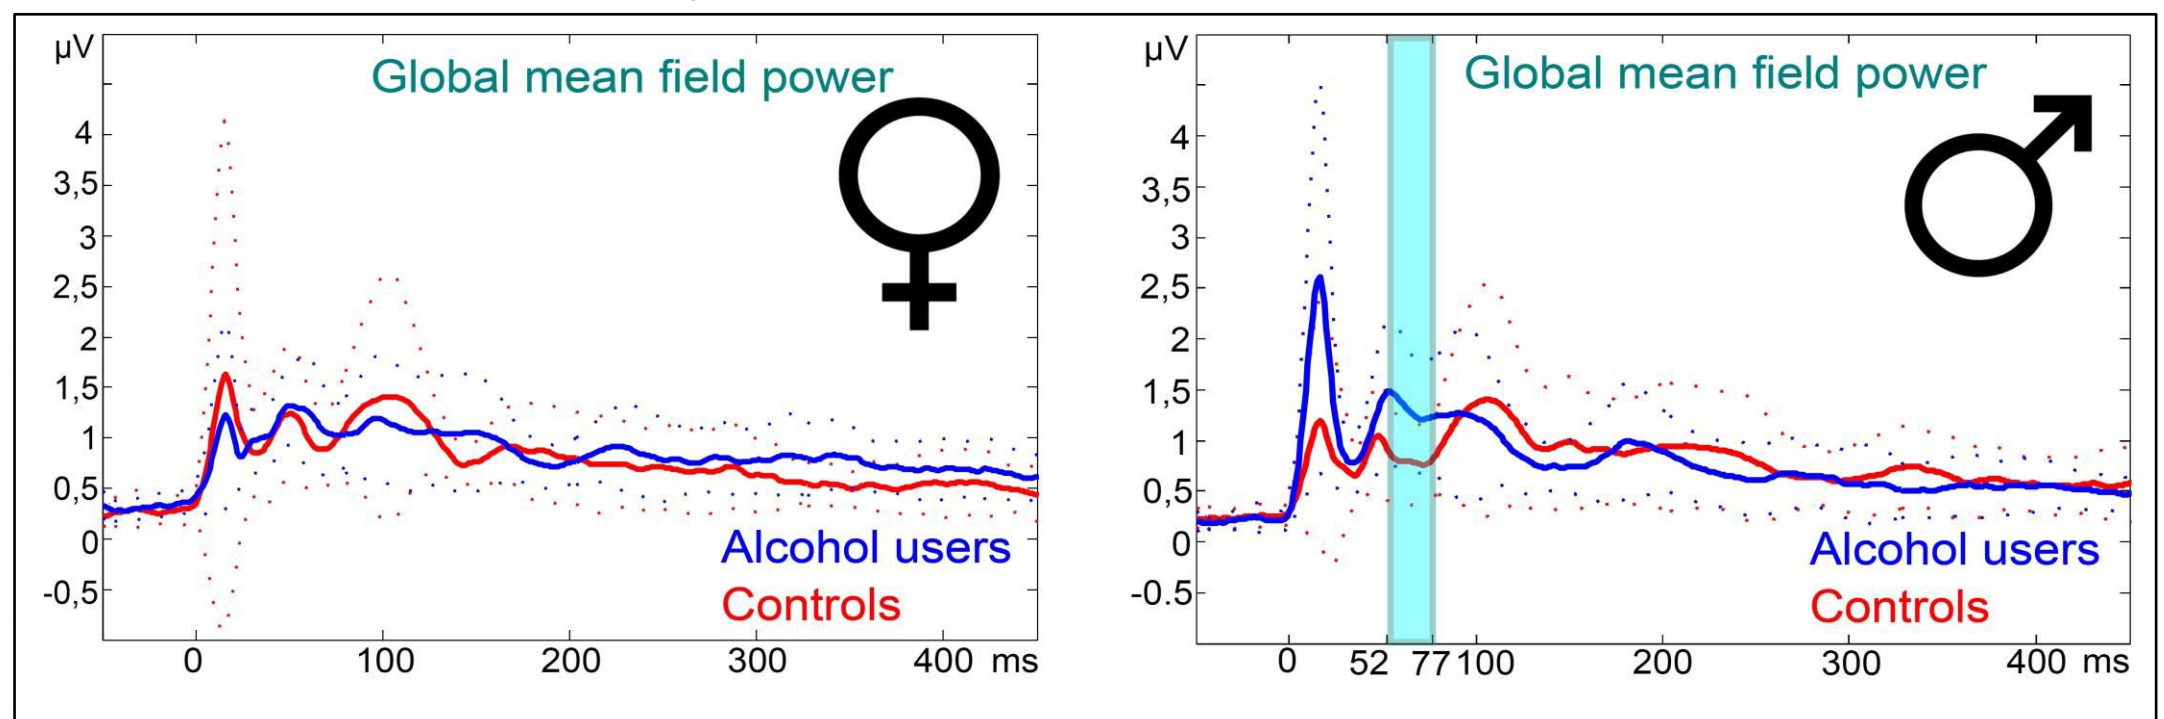 µV
Global mean field power
4
3,5
3
2,5
2
1,5
1
0,5
0
-0,5
Alcohol users
Controls
0 100 200 300 400 ms
µV
Global mean field power
4
3,5
3
2,5
2
1,5
1
0.5
0
-0.5
Alcohol users
Controls
0 52 77 100 200 300 400 ms